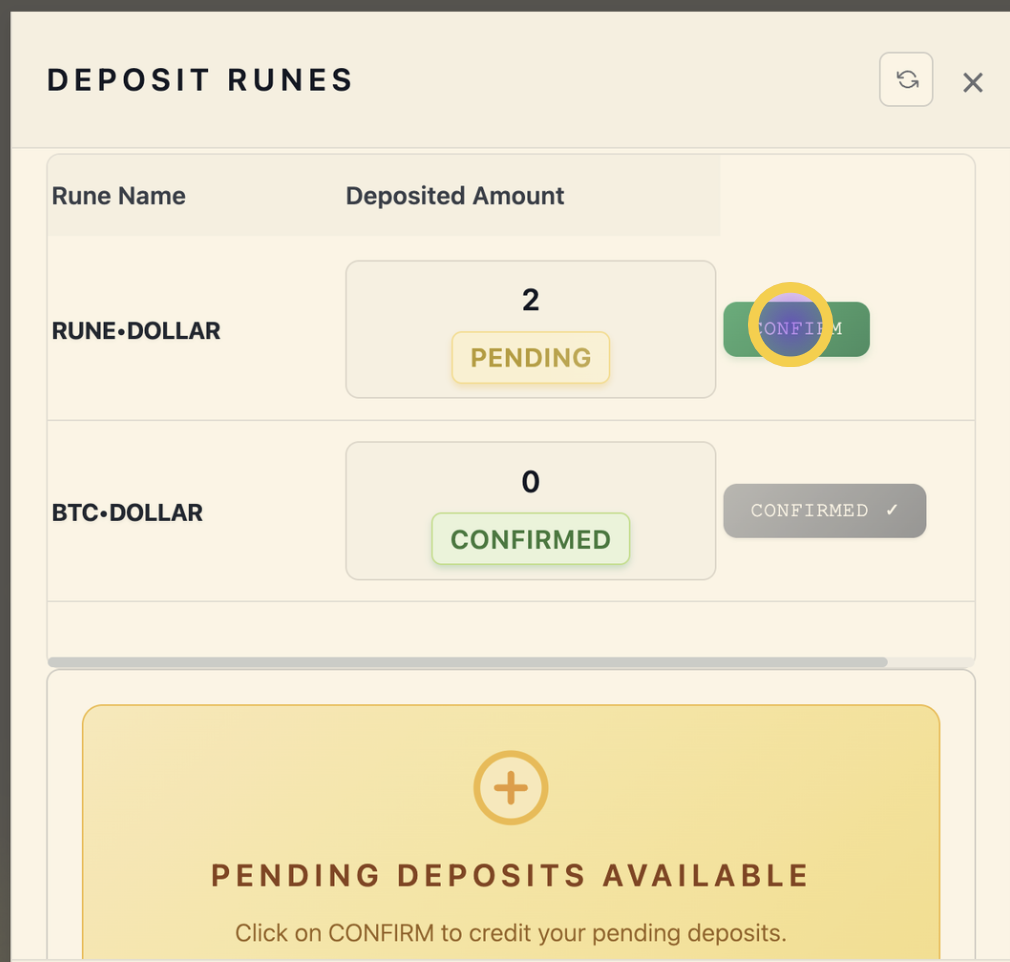 DEPOSIT RUNES
Rune Name Deposited Amount
2
RUNE•DOLLAR PENDING CONFIRM
0
BTC•DOLLAR CONFIRMED CONFIRMED ✓
PENDING DEPOSITS AVAILABLE
Click on CONFIRM to credit your pending deposits.